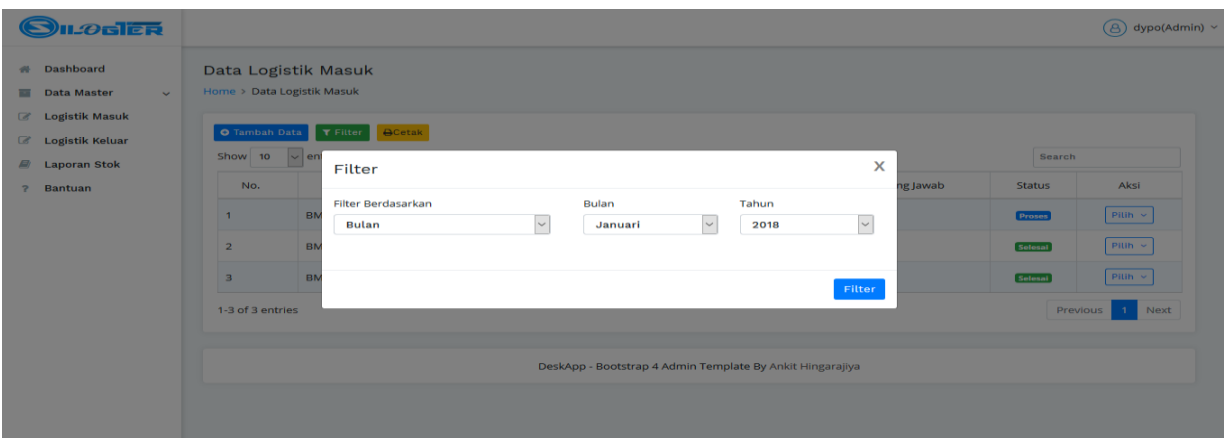 SILOGTER
dypo(Admin)
Dashboard
Data Master
Logistik Masuk
Logistik Keluar
Laporan Stok
? Bantuan
Data Logistik Masuk
Home > Data Logistik Masuk
Tambah Data Filter Cetak
Show 10 en
Search
No. ng Jawab Status Aksi
1 BM Proses Pilih
2 BM Selesai Pilih
3 BM Selesai Pilih
1-3 of 3 entries
Previous 1 Next
Filter X
Filter Berdasarkan Bulan Tahun
Bulan Januari 2018
Filter
DeskApp - Bootstrap 4 Admin Template By Ankit Hingarajiya